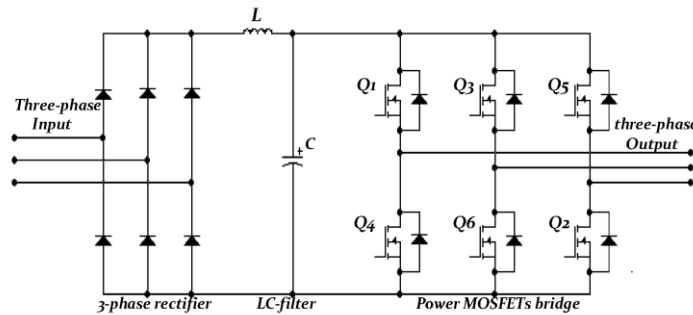 L
Q1
Q3
Q5
Three-phase
Input
three-phase
Output
+
C
Q4
Q6
Q2
3-phase rectifier
LC-filter
Power MOSFETs bridge